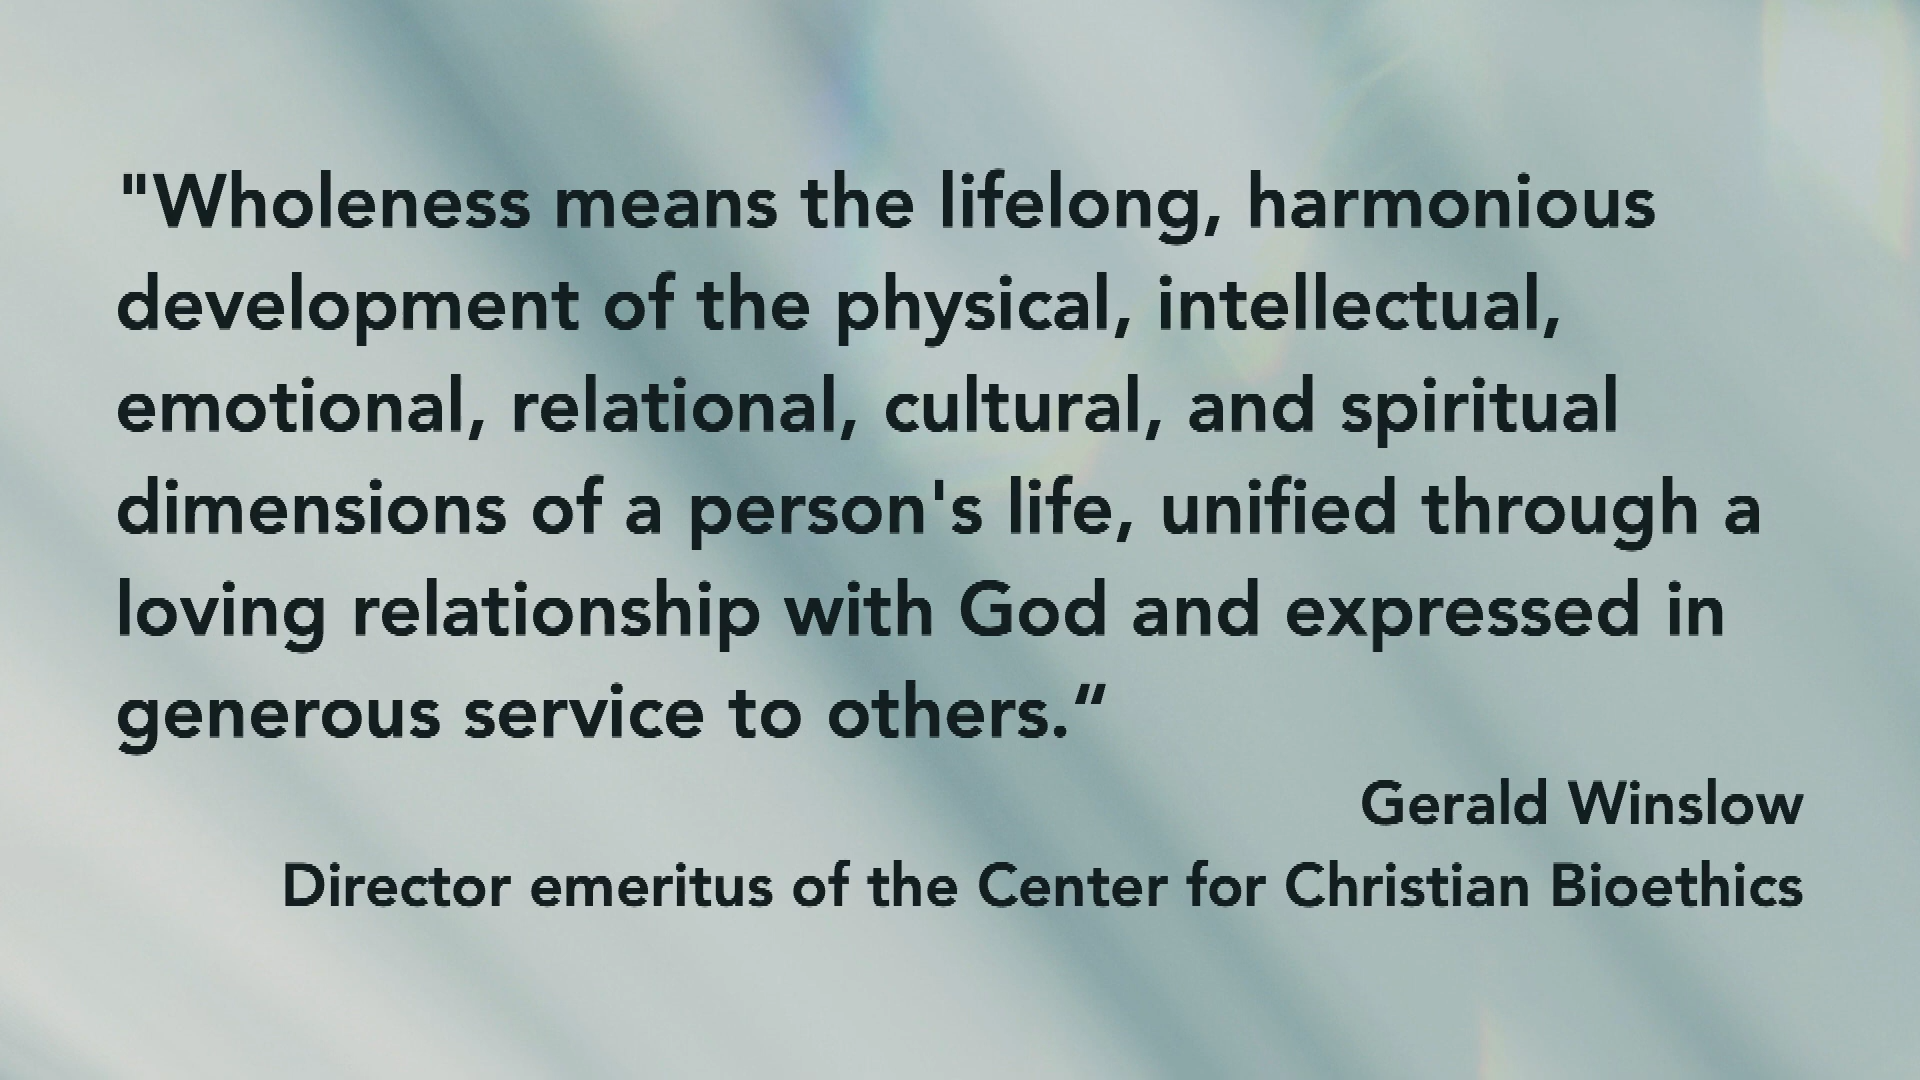 "Wholeness means the lifelong, harmonious
development of the physical, intellectual,
emotional, relational, cultural, and spiritual
dimensions of a person's life, unified through a
loving relationship with God and expressed in
generous service to others.“
Gerald Winslow
Director emeritus of the Center for Christian Bioethics